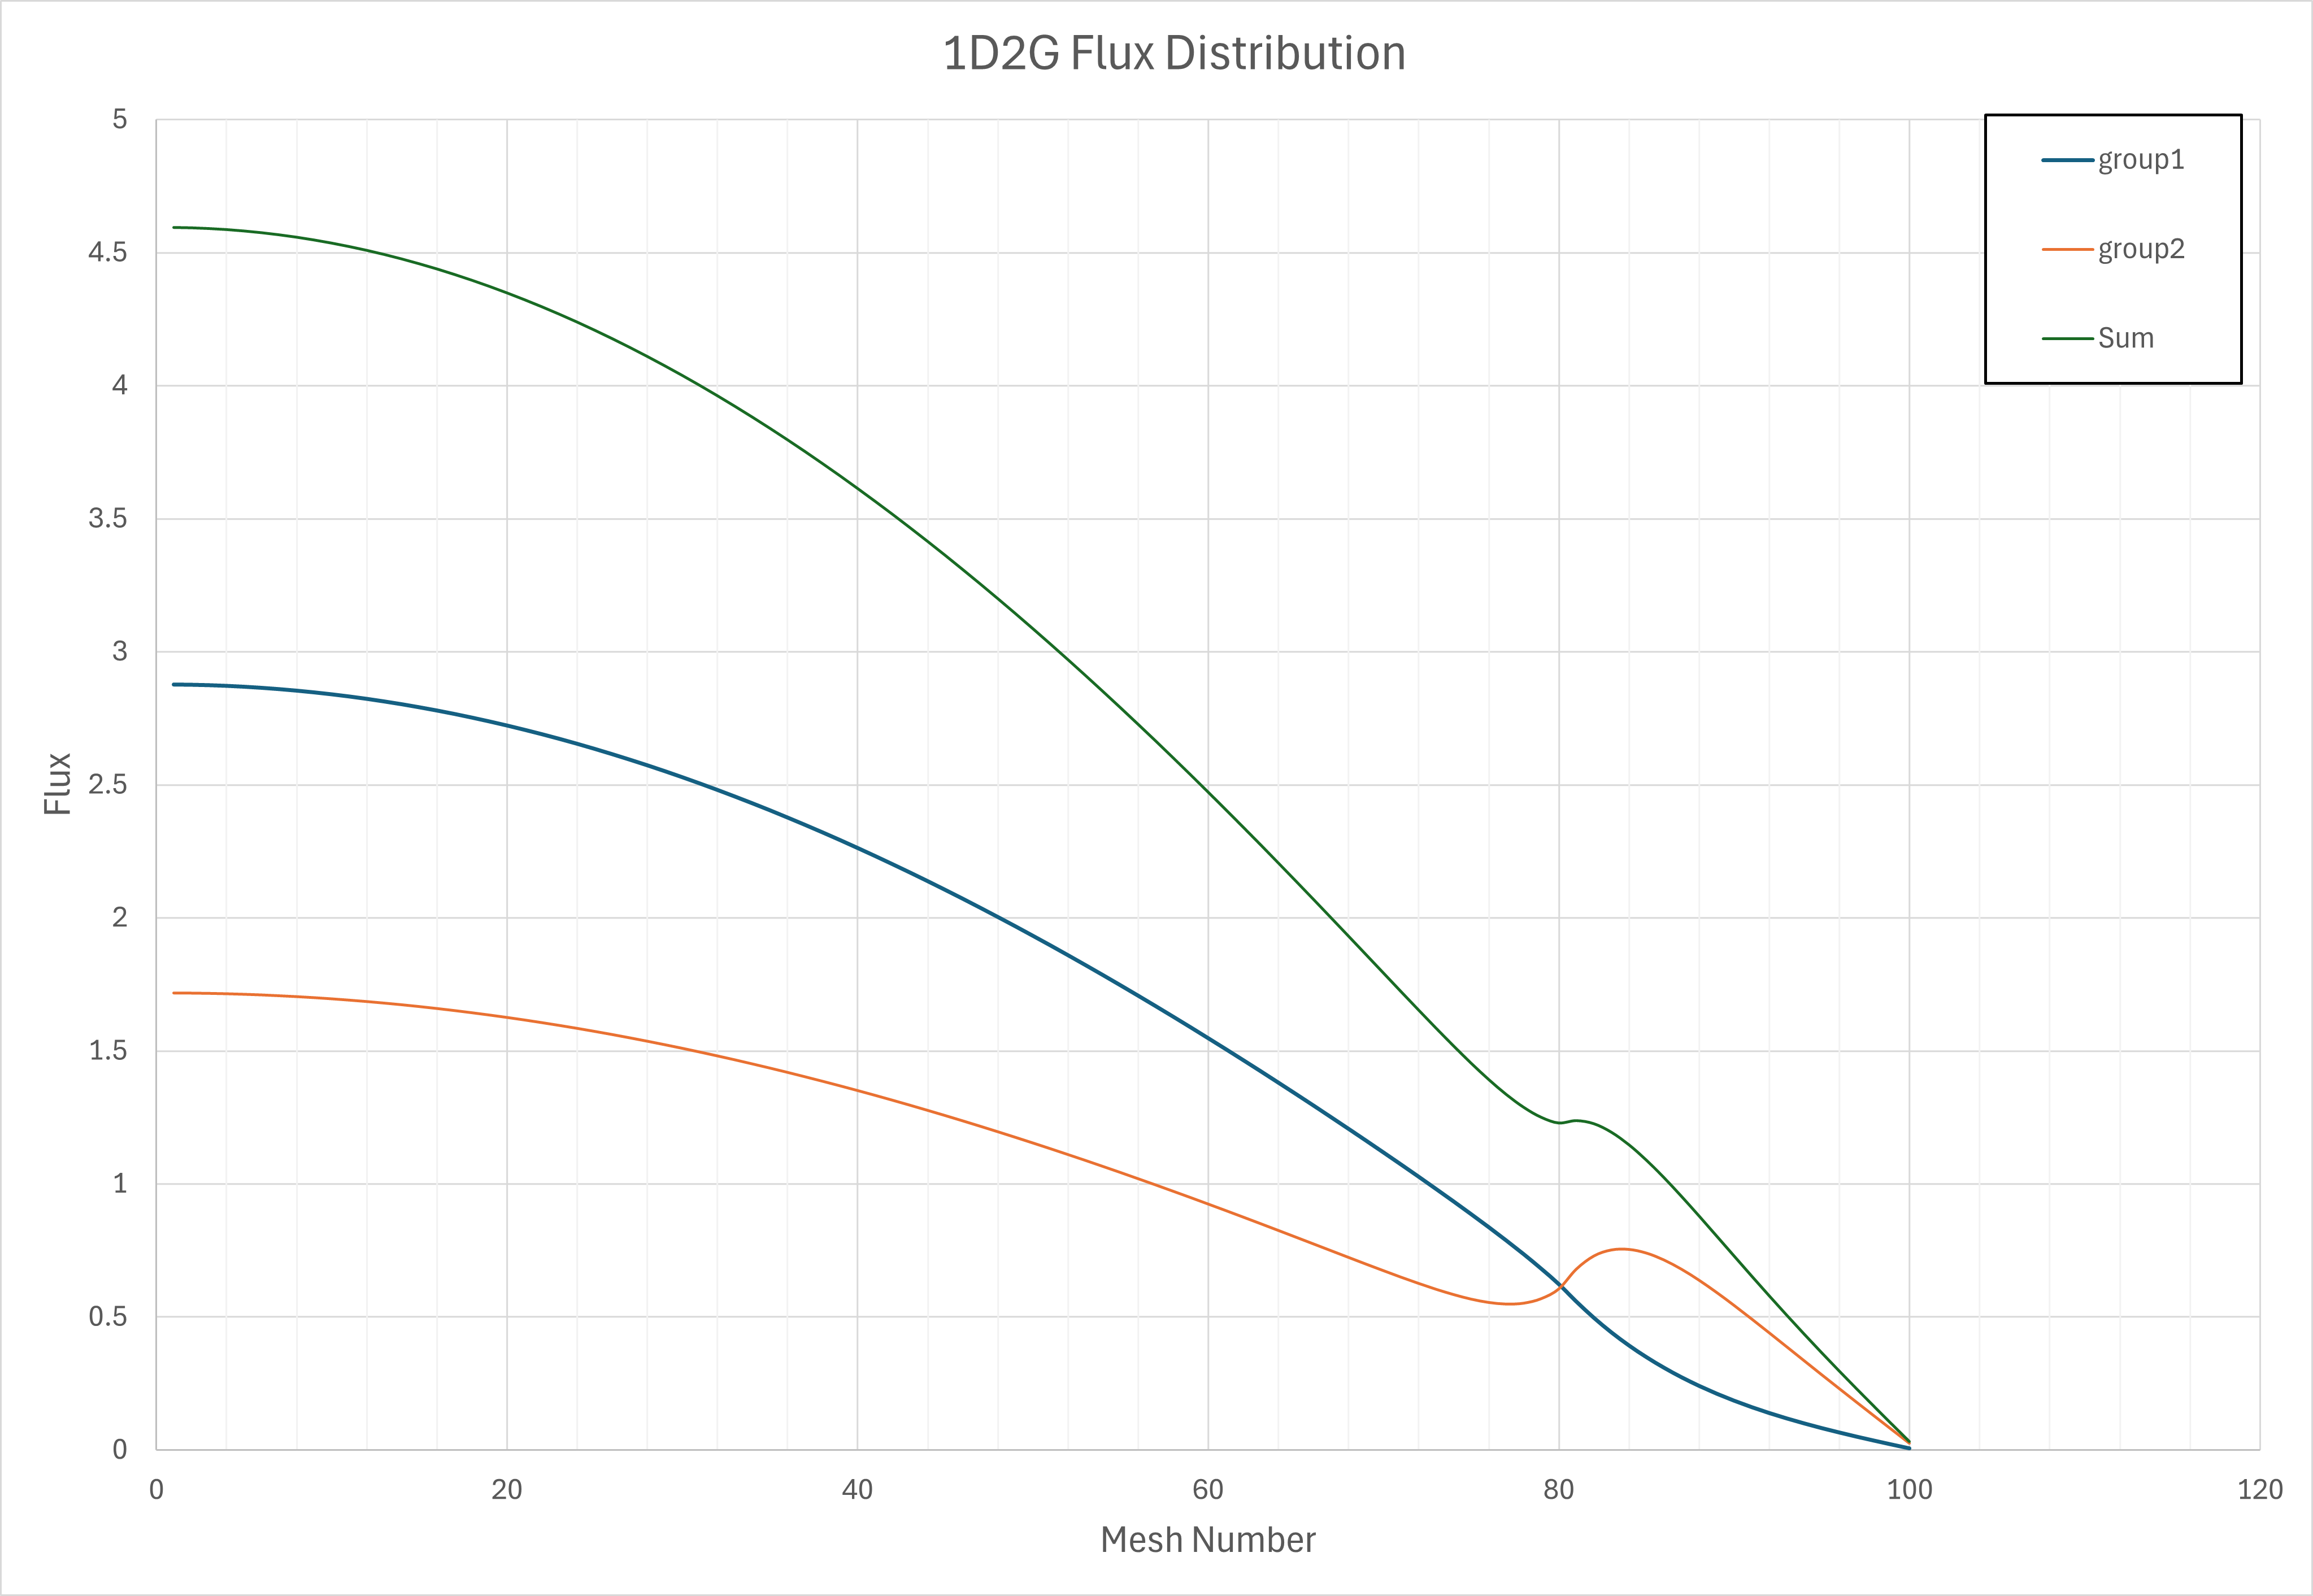 1D2G Flux Distribution
5
4.5
4
3.5
3
2.5
2
1.5
1
0.5
0
Flux
0 20 40 60 80 100 120
Mesh Number
group1
group2
Sum